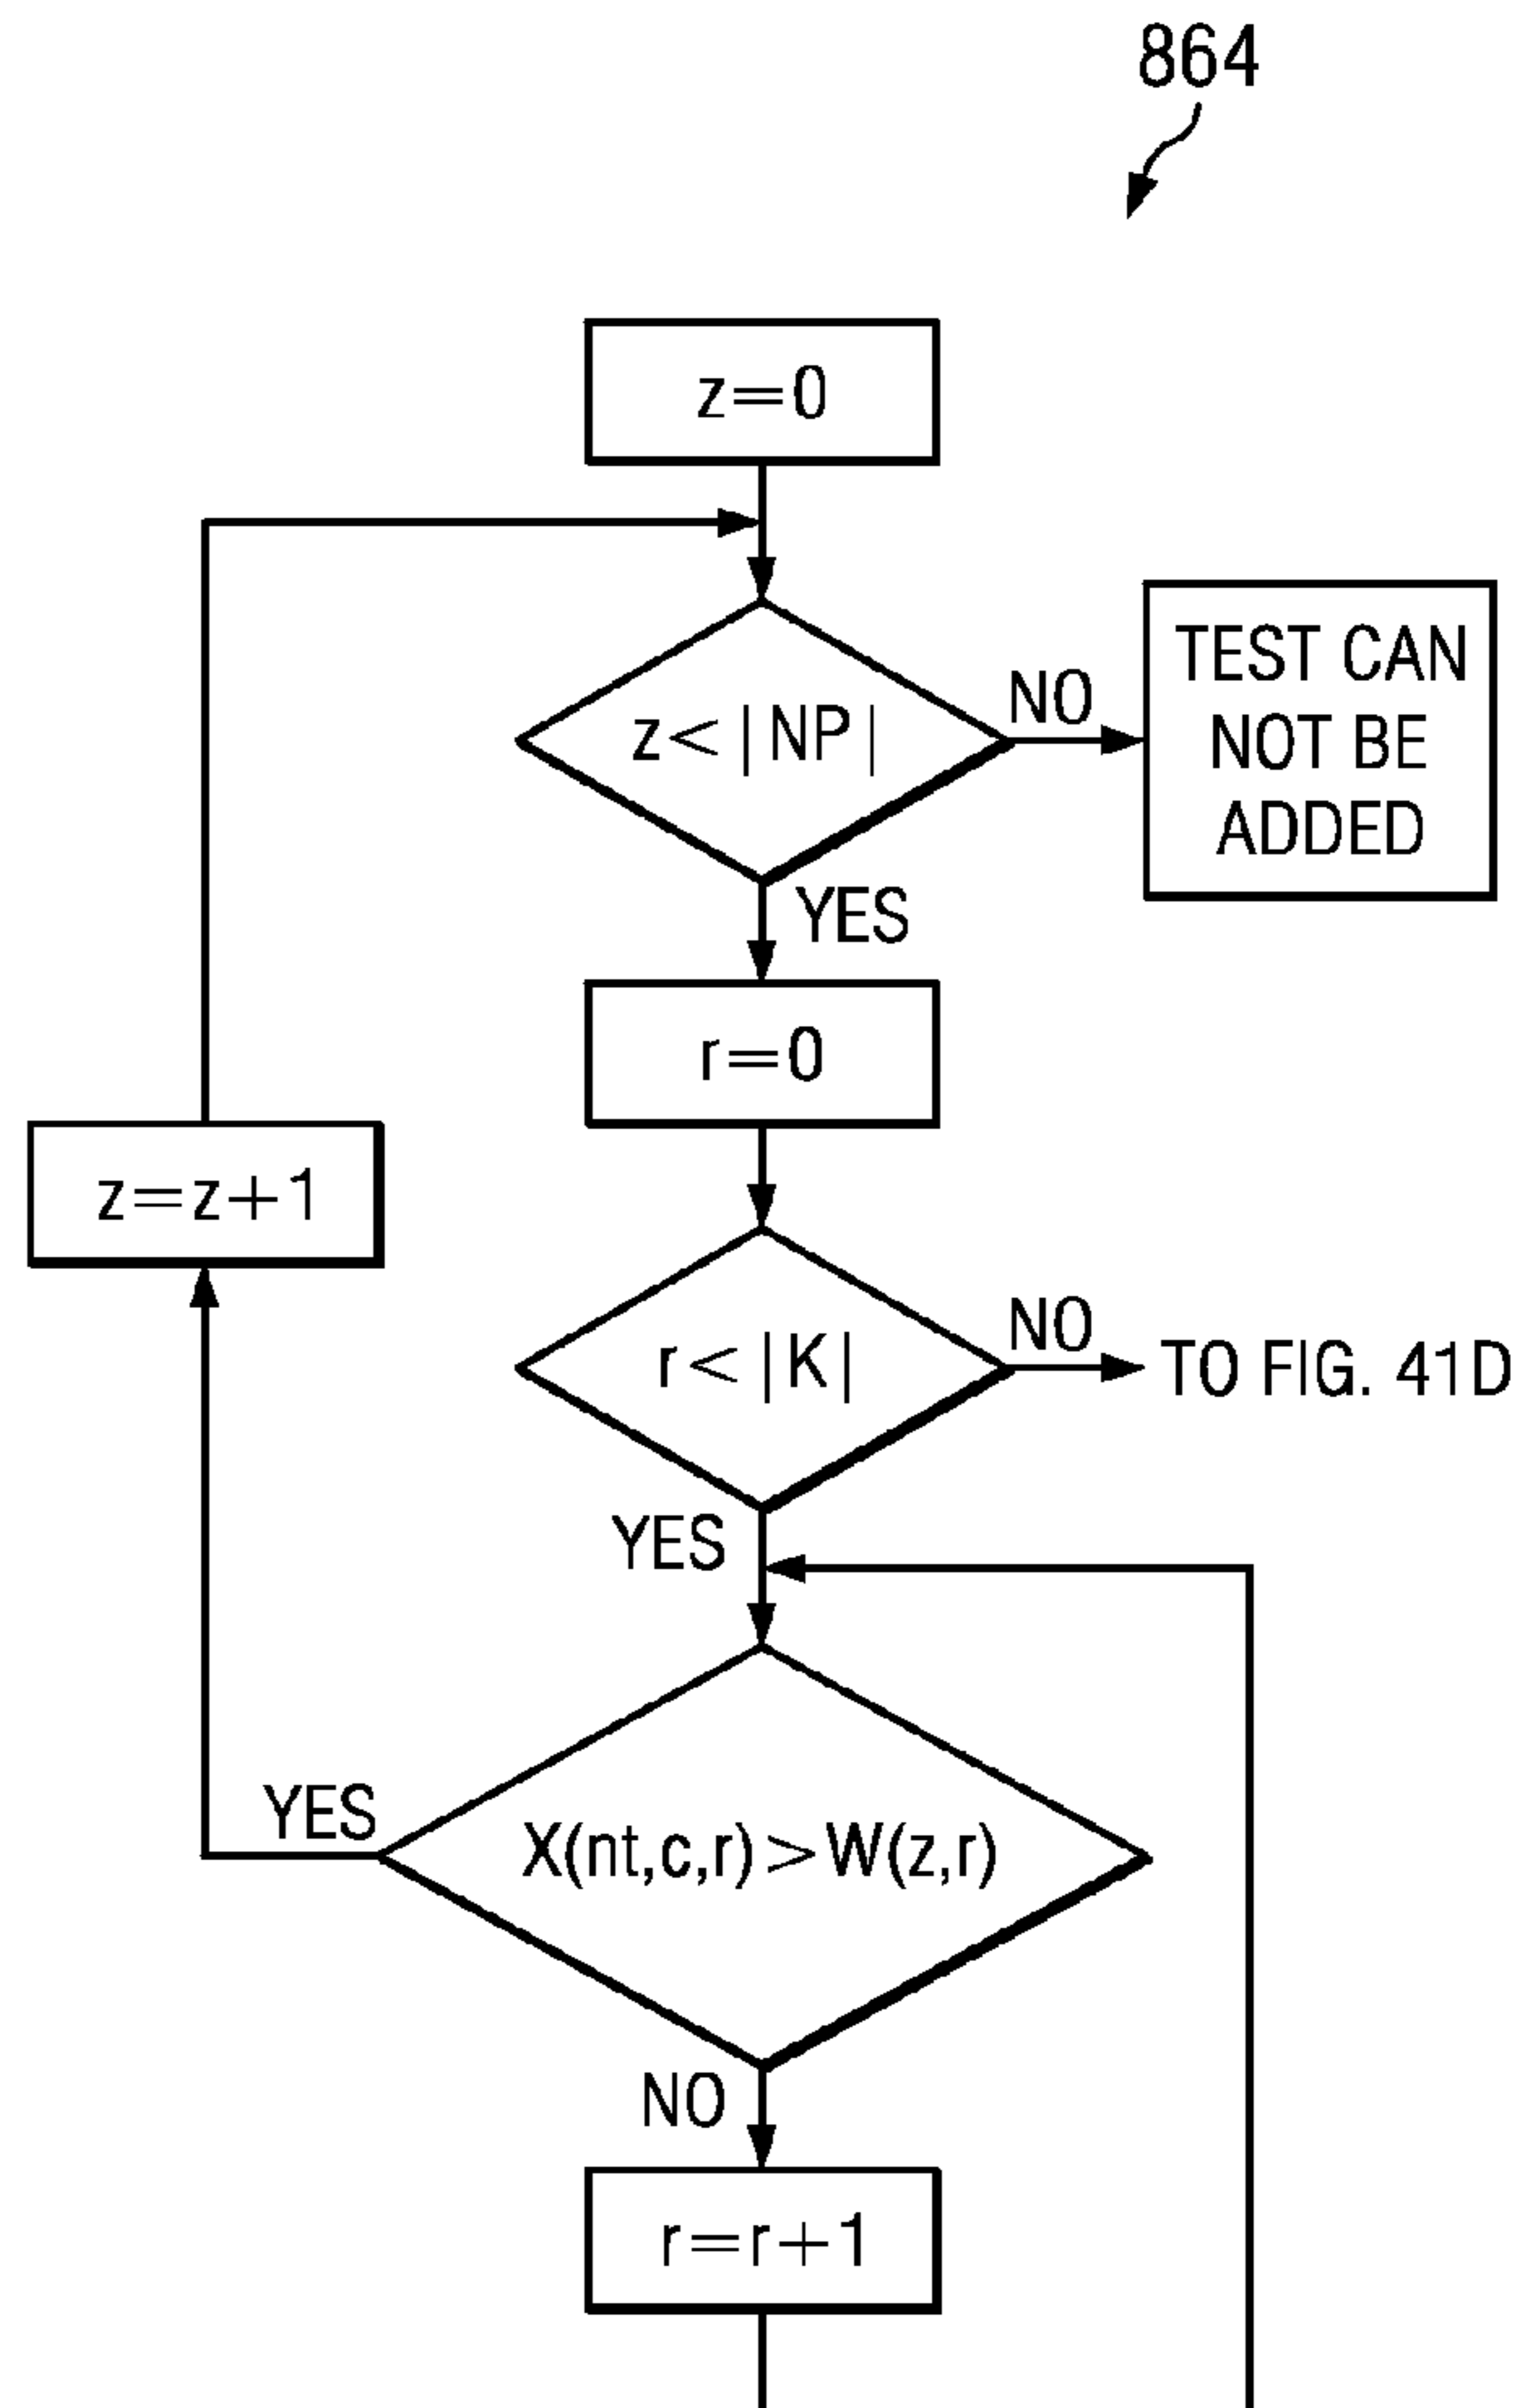 864
z=0
z<|NP|
NO
TEST CAN
NOT BE
ADDED
YES
r=0
z=z+1
r<|K|
NO
TO FIG. 41D
YES
YES
X(nt,c,r)>W(z,r)
NO
r=r+1